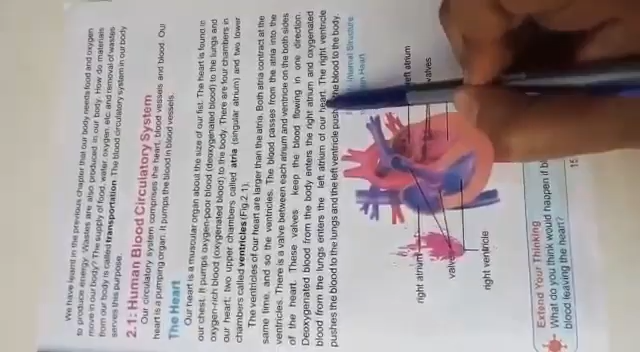 We have learnt in the previous chapter that our body needs food and oxygen
to produce energy. Wastes are also produced in our body. How do materials
move in our body? The supply of food, water, oxygen, etc. and removal of wastes
from our body is called transportation. The blood circulatory system in our body
serves this purpose.
2.1: Human Blood Circulatory System
Our circulatory system comprises the heart, blood vessels and blood. Our
heart is a pumping organ. It pumps the blood in blood vessels.
The Heart
Our heart is a muscular organ about the size of our fist. The heart is found in
our chest. It pumps oxygen-poor blood (deoxygenated blood) to the lungs and
oxygen-rich blood (oxygenated blood) to the body. There are four chambers in
our heart; two upper chambers called atria (singular atrium) and two lower
chambers called ventricles (Fig.2.1).
The ventricles of our heart are larger than the atria. Both atria contract at the
same time, and so the ventricles. The blood passes from the atria into the
ventricles. There is a valve between each atrium and ventricle on the both sides
of the heart. These valves keep the blood flowing in one direction.
Deoxygenated blood from the body enters the right atrium and oxygenated
blood from the lungs enters the left atrium of our heart. The right ventricle
pushes the blood to the lungs and the left ventricle pushes the blood to the body.
Internal Structure
Heart
left atrium
valves
right atrium
valve
right ventricle
Extend Your Thinking
What do you think would happen if
blood leaving the heart?
15